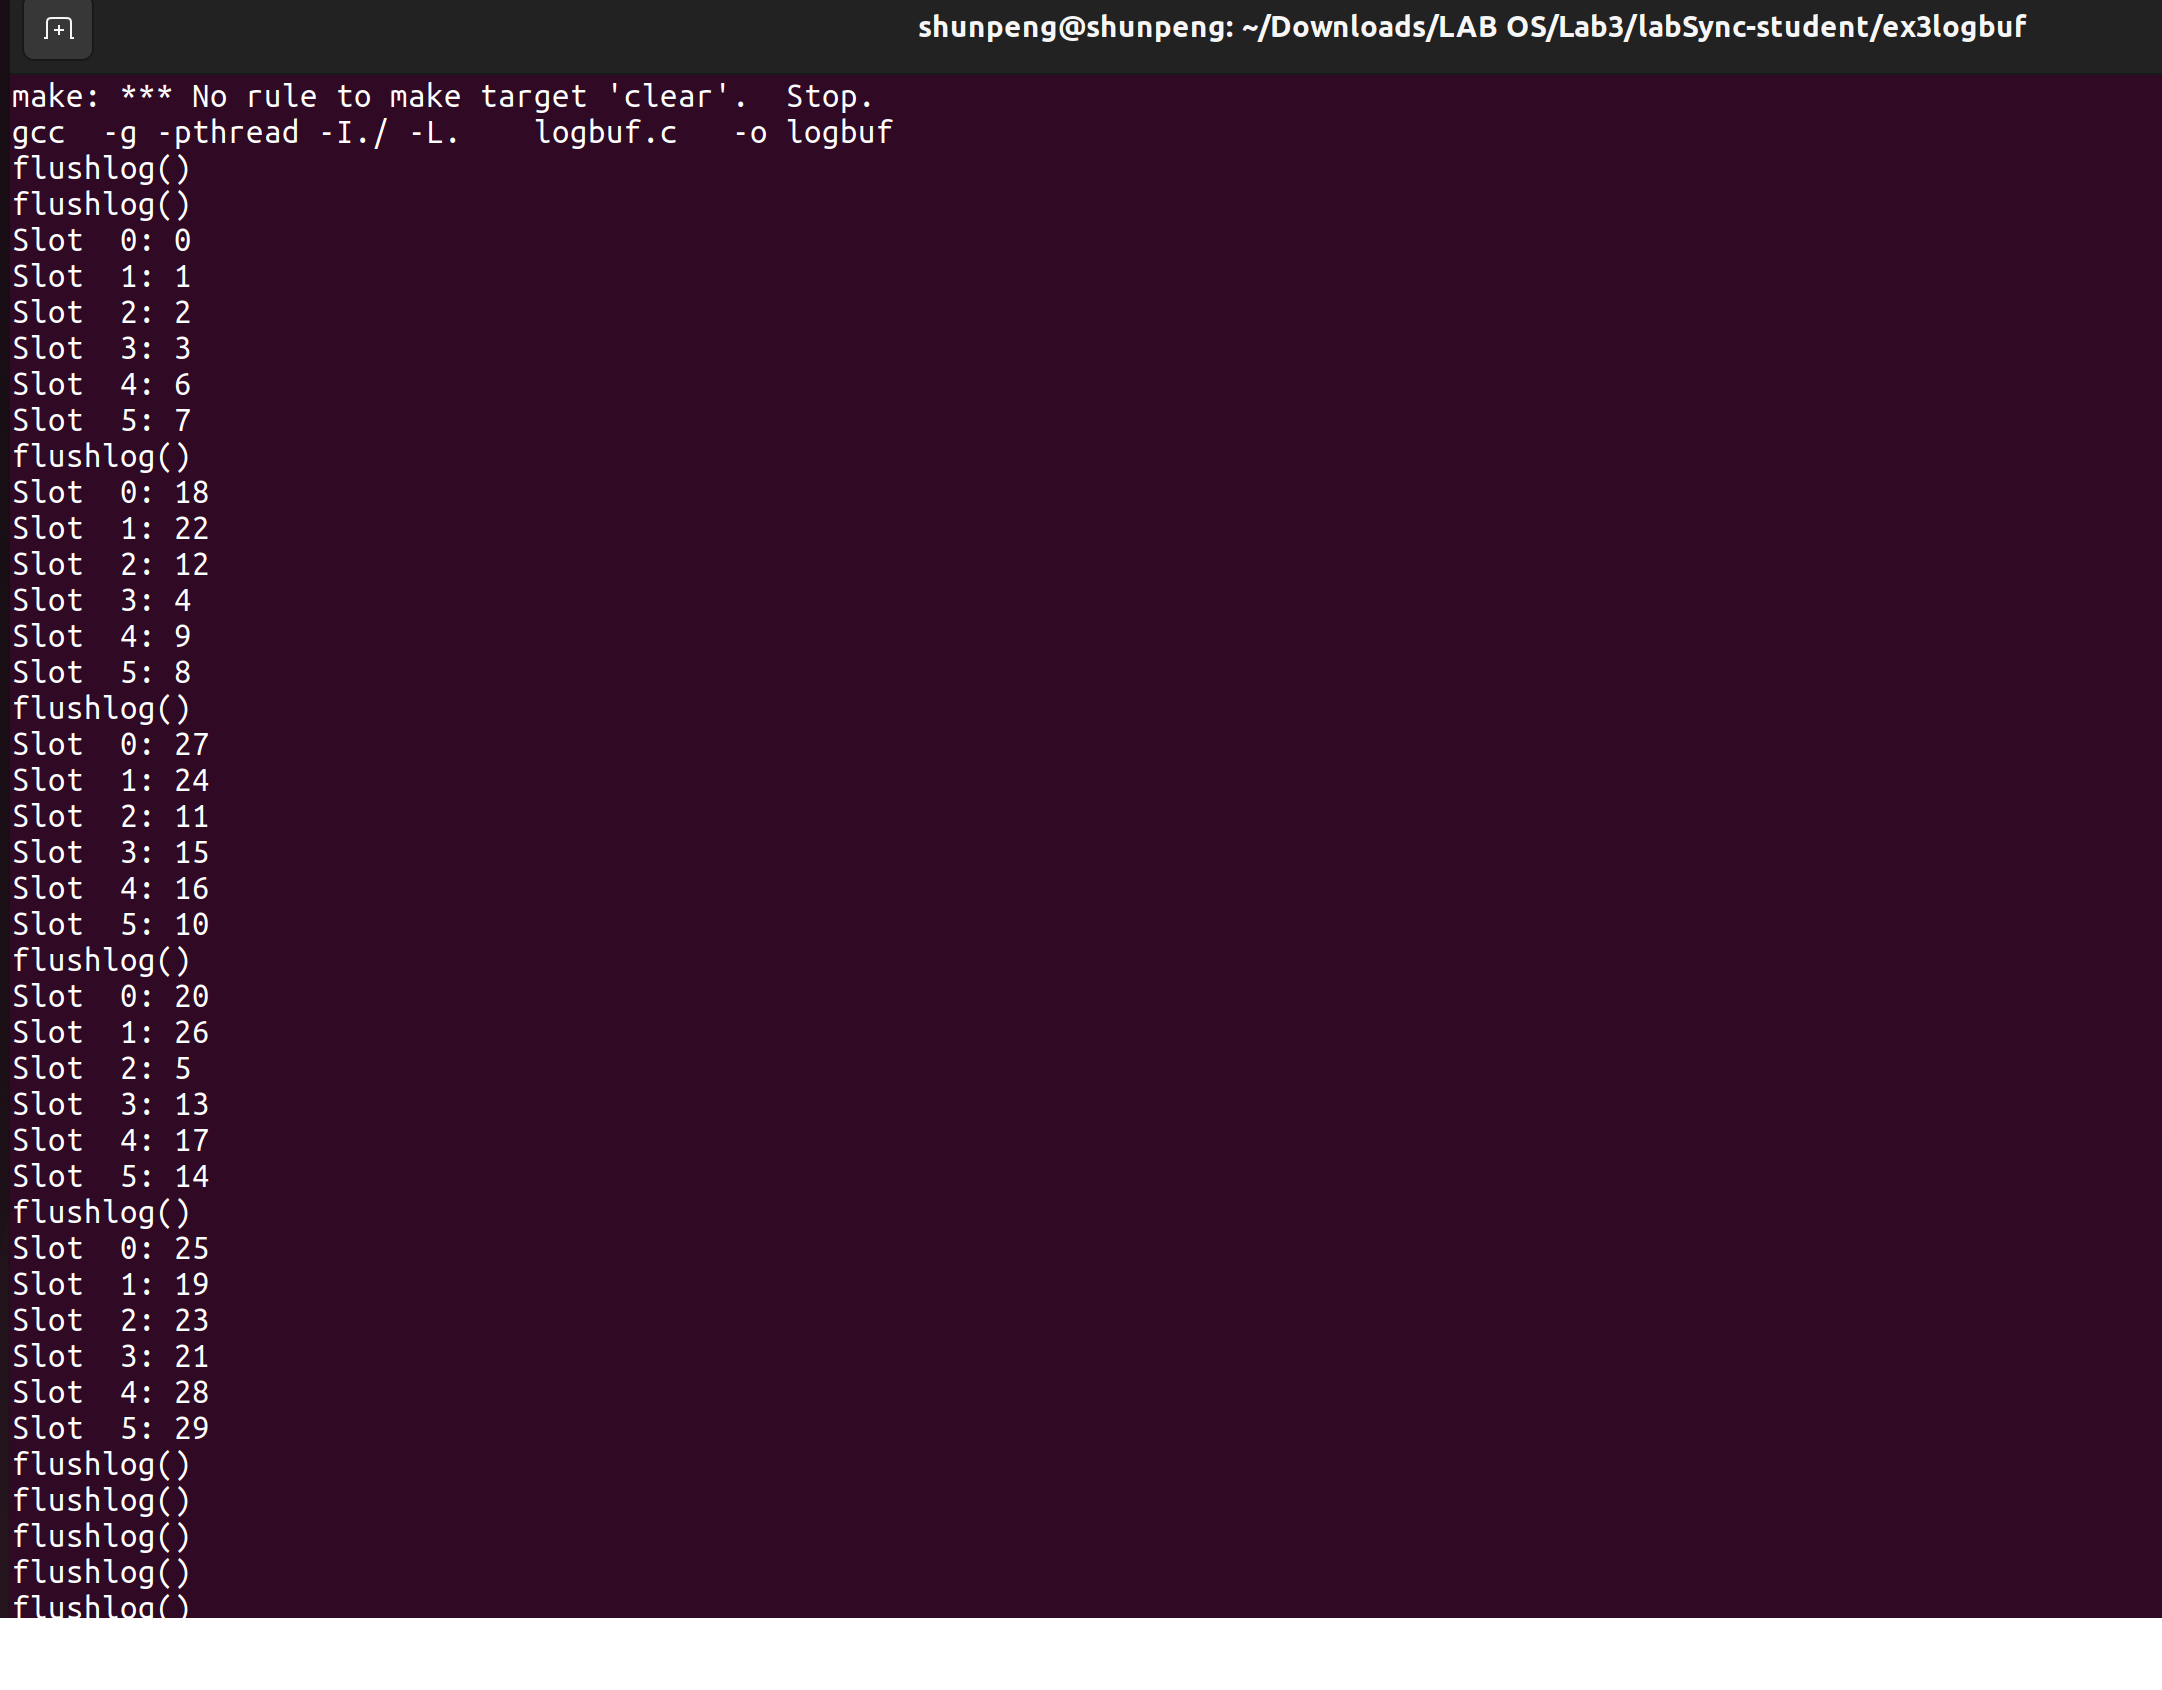 shunpeng@shunpeng: ~/Downloads/LAB OS/Lab3/labSync-student/ex3logbuf
make: *** No rule to make target 'clear'.  Stop.
gcc  -g -pthread -I./ -L.    logbuf.c   -o logbuf
flushlog()
flushlog()
Slot  0: 0
Slot  1: 1
Slot  2: 2
Slot  3: 3
Slot  4: 6
Slot  5: 7
flushlog()
Slot  0: 18
Slot  1: 22
Slot  2: 12
Slot  3: 4
Slot  4: 9
Slot  5: 8
flushlog()
Slot  0: 27
Slot  1: 24
Slot  2: 11
Slot  3: 15
Slot  4: 16
Slot  5: 10
flushlog()
Slot  0: 20
Slot  1: 26
Slot  2: 5
Slot  3: 13
Slot  4: 17
Slot  5: 14
flushlog()
Slot  0: 25
Slot  1: 19
Slot  2: 23
Slot  3: 21
Slot  4: 28
Slot  5: 29
flushlog()
flushlog()
flushlog()
flushlog()
flushlog()